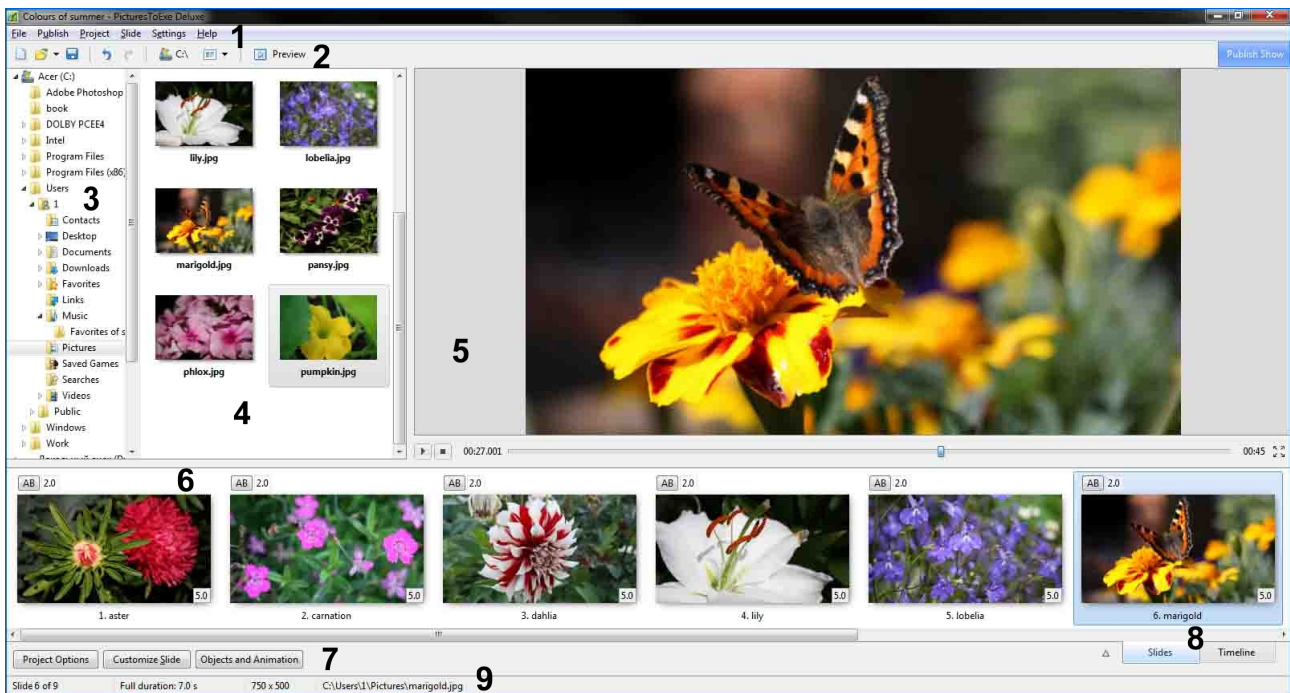 Colours of summer - PicturesToExe Deluxe
File Publish Project Slide Settings Help
1
C:\
Preview
2
Publish Show
Acer (C:)
Adobe Photoshop
book
DOLBY PCEE4
Intel
Program Files
Program Files (x86)
Users
3
1
Contacts
Desktop
Documents
Downloads
Favorites
Links
Music
Favorites of s
Pictures
Saved Games
Searches
Videos
Public
Windows
Work
lily.jpg
lobelia.jpg
marigold.jpg
pansy.jpg
phlox.jpg
pumpkin.jpg
4
5
00:27.001
00:45
6
AB 2.0
AB 2.0
AB 2.0
AB 2.0
AB 2.0
AB 2.0
5.0
5.0
5.0
5.0
5.0
5.0
1. aster
2. carnation
3. dahlia
4. lily
5. lobelia
6. marigold
Project Options
Customize Slide
Objects and Animation
7
8
Slides
Timeline
Slide 6 of 9
Full duration: 7.0 s
750 x 500
C:\Users\1\Pictures\marigold.jpg
9